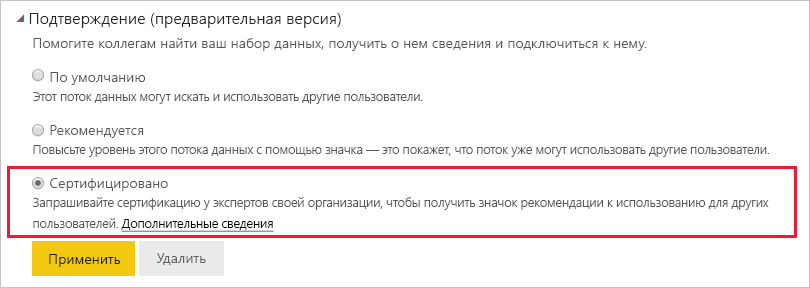 Подтверждение (предварительная версия)
Помогите коллегам найти ваш набор данных, получить о нем сведения и подключиться к нему.
По умолчанию
Этот поток данных могут искать и использовать другие пользователи.
Рекомендуется
Повысьте уровень этого потока данных с помощью значка — это покажет, что поток уже могут использовать другие пользователи.
Сертифицировано
Запрашивайте сертификацию у экспертов своей организации, чтобы получить значок рекомендации к использованию для других
пользователей. Дополнительные сведения
Применить Удалить